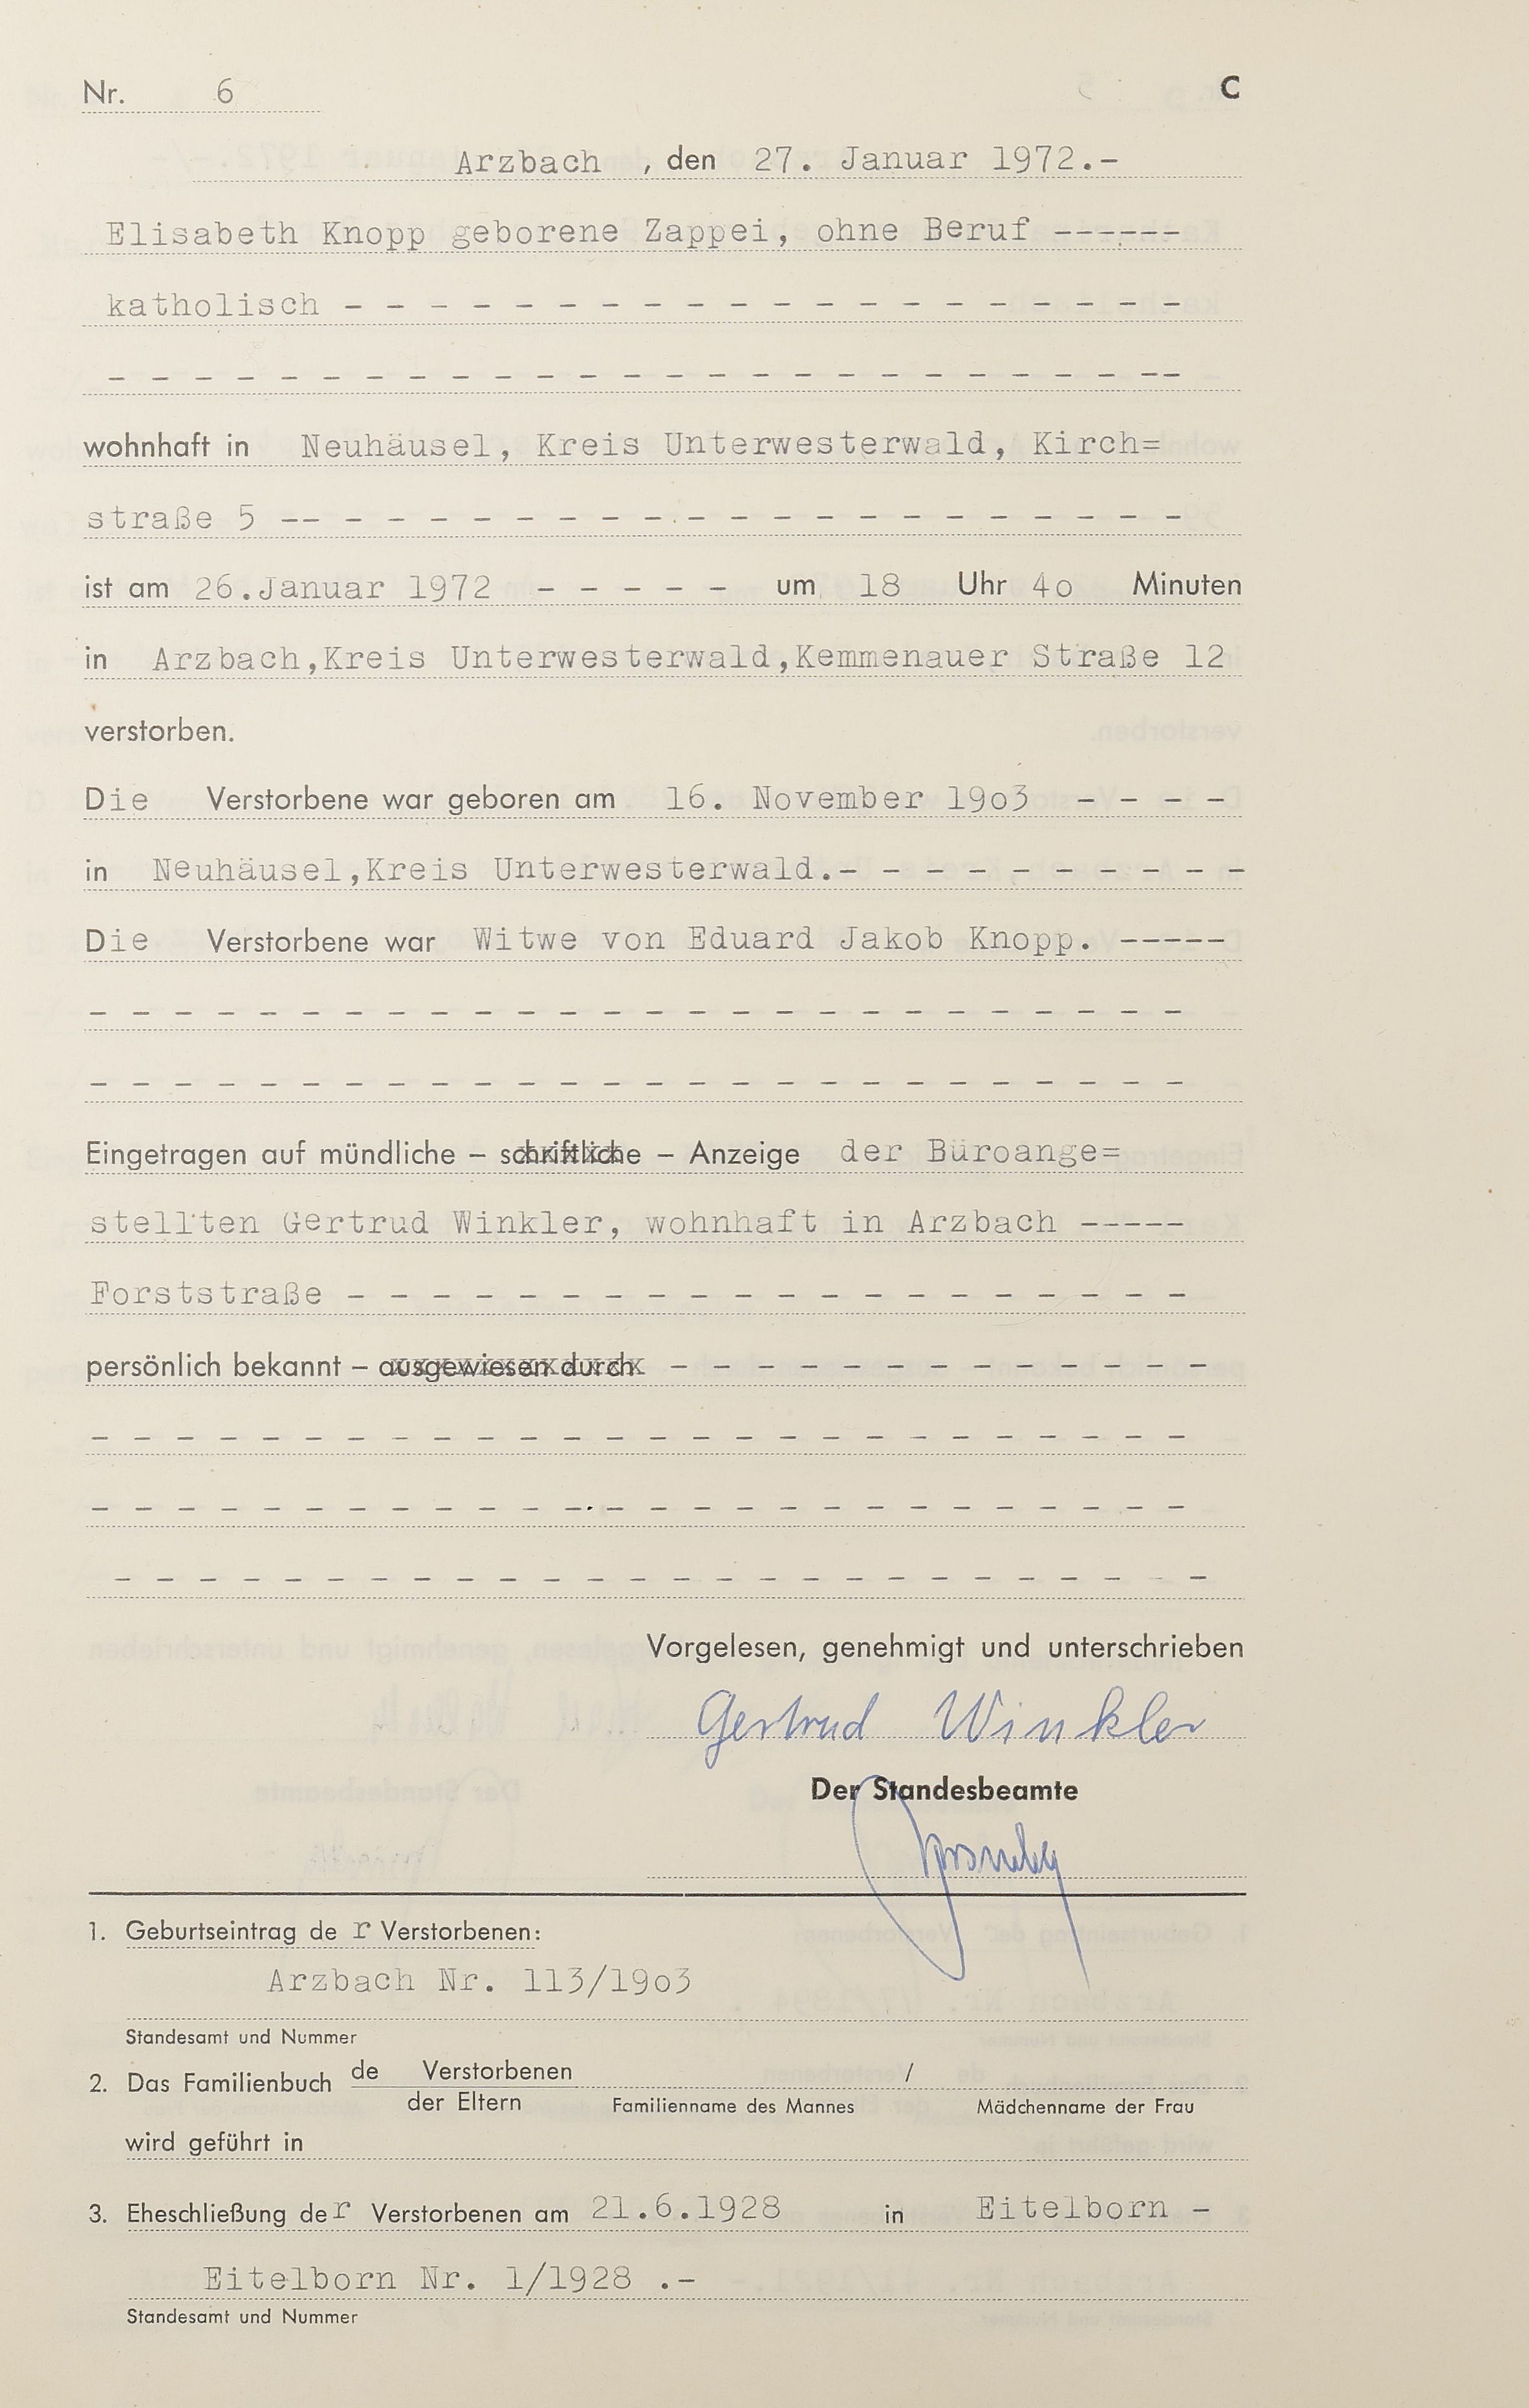 Nr. 6 C
Arzbach , den 27. Januar 1972.-
Elisabeth Knopp geborene Zappei, ohne Beruf ------
katholisch - - - - - - - - - - - - - - - - - - - -
- - - - - - - - - - - - - - - - - - - - - - - - --
wohnhaft in Neuhäusel, Kreis Unterwesterwald, Kirch=
straße 5 -- - - - - - - - - - - - - - - - - - - - -
ist am 26.Januar 1972 - - - - - um 18 Uhr 4o Minuten
in Arzbach,Kreis Unterwesterwald,Kemmenauer Straße 12
verstorben.
Die Verstorbene war geboren am 16. November 19o3 - - - -
in Neuhäusel,Kreis Unterwesterwald.- - - - - - - - - -
Die Verstorbene war Witwe von Eduard Jakob Knopp. -----
- - - - - - - - - - - - - - - - - - - - - - - - - -
- - - - - - - - - - - - - - - - - - - - - - - - - -
Eingetragen auf mündliche – schriftliche – Anzeige der Büroange=
stellten Gertrud Winkler, wohnhaft in Arzbach -----
Forststraße - - - - - - - - - - - - - - - - - - - -
persönlich bekannt – ausgewiesen durch - - - - - - - - - - - - -
- - - - - - - - - - - - - - - - - - - - - - - - - -
- - - - - - - - - - - - - - - - - - - - - - - - - -
- - - - - - - - - - - - - - - - - - - - - - - - - -
Vorgelesen, genehmigt und unterschrieben
Gertrud Winkler
Der Standesbeamte
1. Geburtseintrag de r Verstorbenen:
Arzbach Nr. 113/19o3
Standesamt und Nummer
2. Das Familienbuch de Verstorbenen /
der Eltern Familienname des Mannes Mädchenname der Frau
wird geführt in
3. Eheschließung der Verstorbenen am 21.6.1928 in Eitelborn -
Eitelborn Nr. 1/1928 .-
Standesamt und Nummer